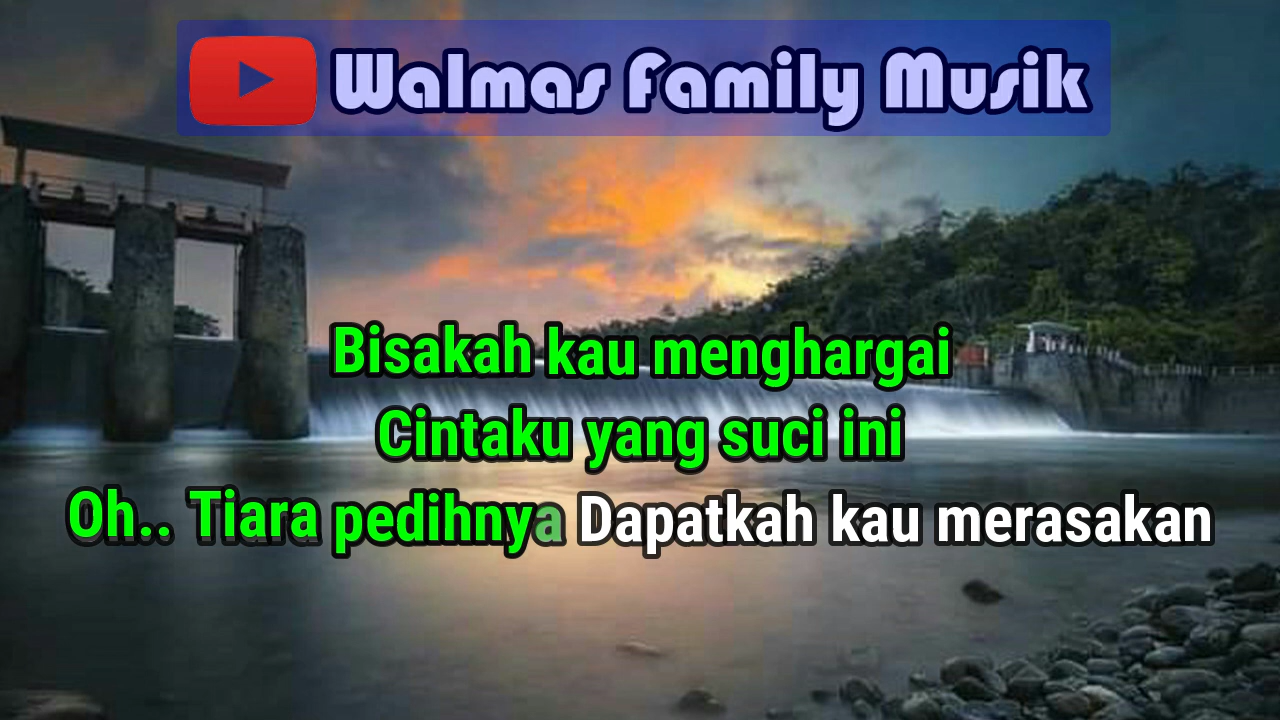 Walmas Family Musik
Bisakah kau menghargai
Cintaku yang suci ini
Oh.. Tiara pedihnya Dapatkah kau merasakan